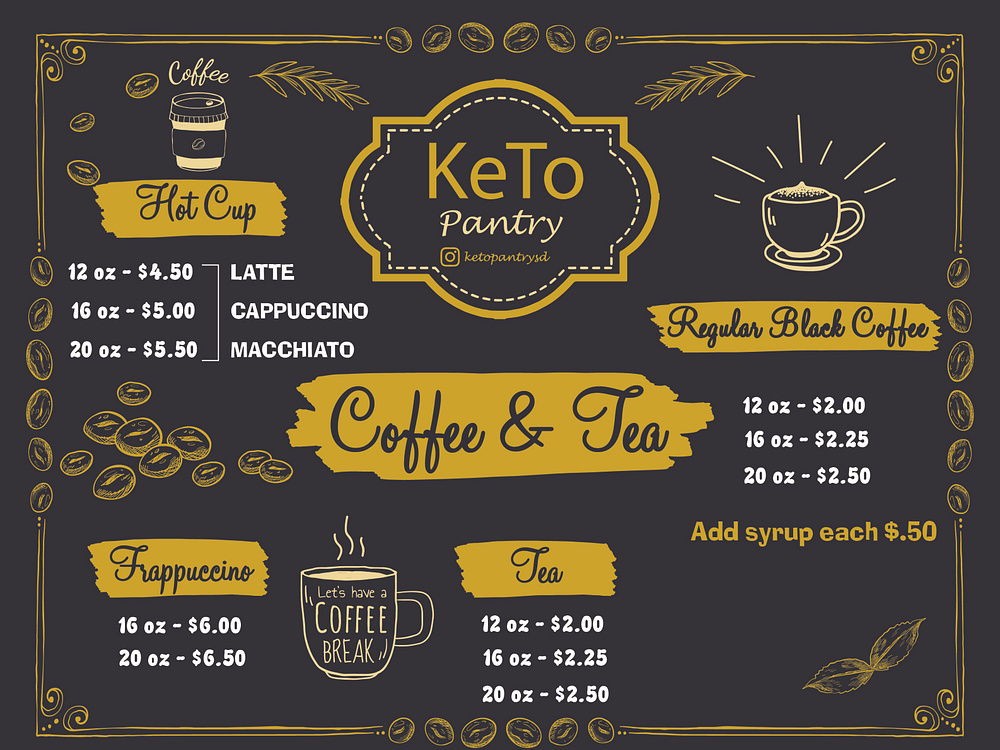 Coffee
KeTo
Pantry
ketopantrysd
Hot Cup
12 oz - $4.50
16 oz - $5.00
20 oz - $5.50
LATTE
CAPPUCCINO
MACCHIATO
Regular Black Coffee
12 oz - $2.00
16 oz - $2.25
20 oz - $2.50
Add syrup each $.50
Coffee & Tea
Frappuccino
16 oz - $6.00
20 oz - $6.50
Let's have a
COFFEE
BREAK
Tea
12 oz - $2.00
16 oz - $2.25
20 oz - $2.50